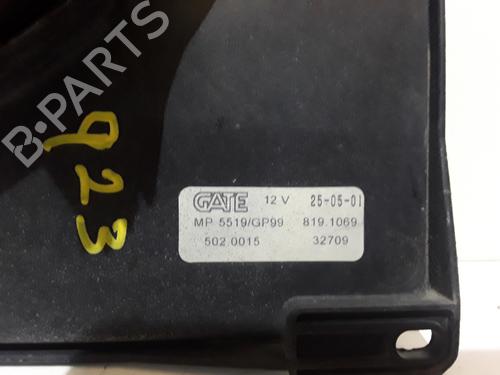 B-PARTS
923
GATE 12 V 25-05-01
MP 5519/GP99 819.1069
502.0015 32709